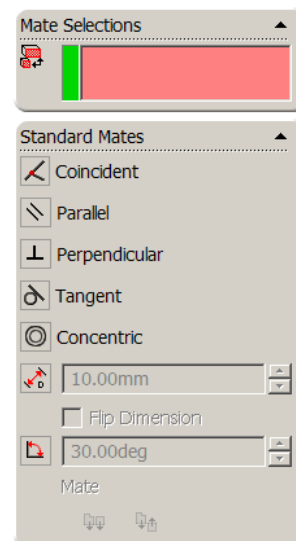 Mate Selections
Standard Mates
Coincident
Parallel
Perpendicular
Tangent
Concentric
10.00mm
Flip Dimension
30.00deg
Mate